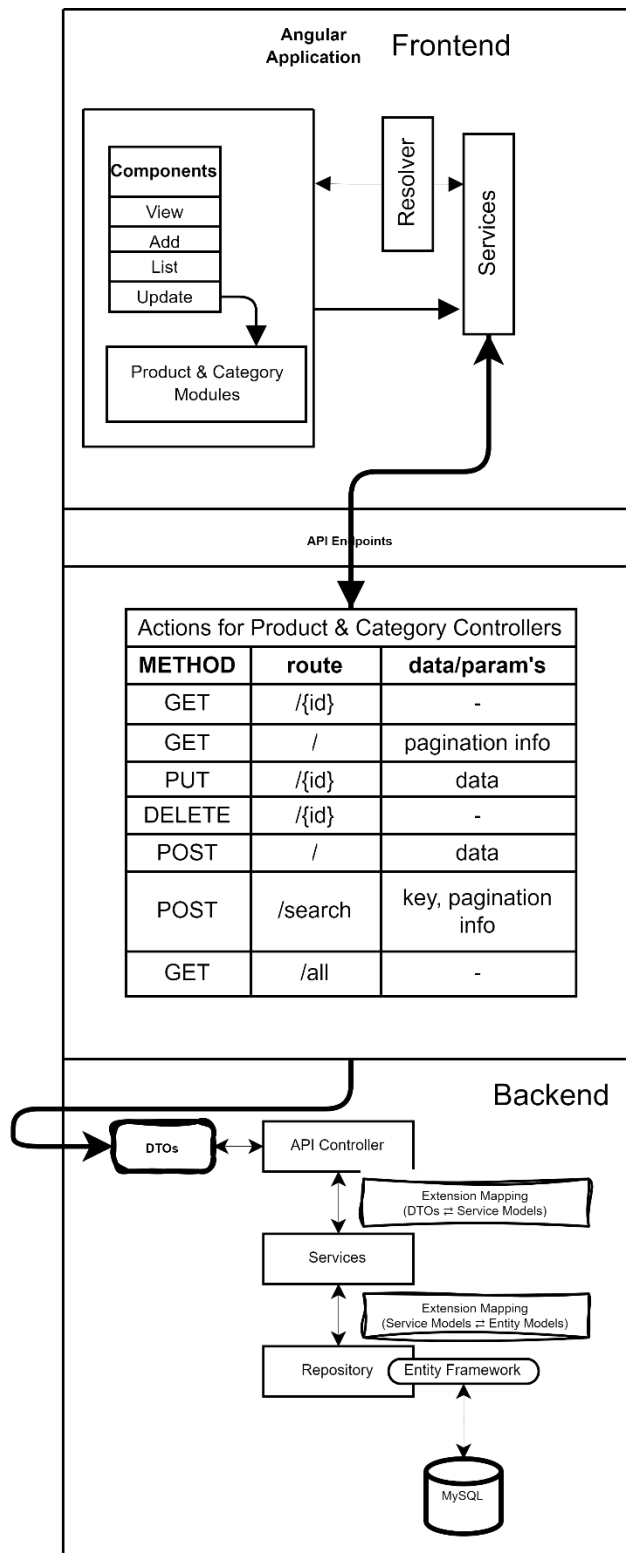 Angular
Application
Frontend
Components
View
Add
List
Update
Product & Category
Modules
Resolver
Services
API Endpoints
Actions for Product & Category Controllers
METHOD route data/param's
GET /{id} -
GET / pagination info
PUT /{id} data
DELETE /{id} -
POST / data
POST /search key, pagination
info
GET /all -
Backend
DTOs
API Controller
Extension Mapping
(DTOs ⇄ Service Models)
Services
Extension Mapping
(Service Models ⇄ Entity Models)
Repository
Entity Framework
MySQL